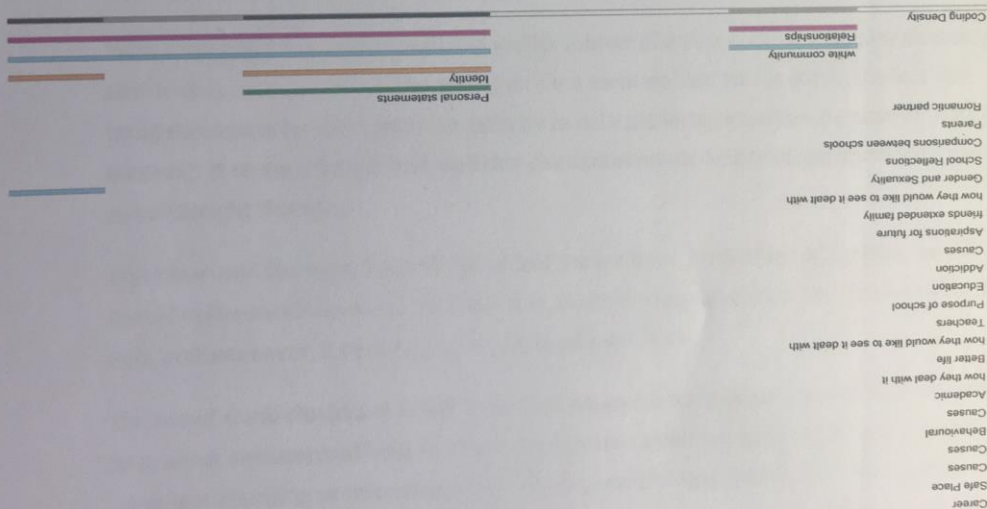 Career
Safe Place
Causes
Causes
Behavioural
Causes
Academic
how they deal with it
Better life
how they would like to see it dealt with
Teachers
Purpose of school
Education
Addiction
Causes
Aspirations for future
friends extended family
how they would like to see it dealt with
Gender and Sexuality
School Reflections
Comparisons between schools
Parents
Romantic partner
Personal statements
Identity
white community
Relationships
Coding Density